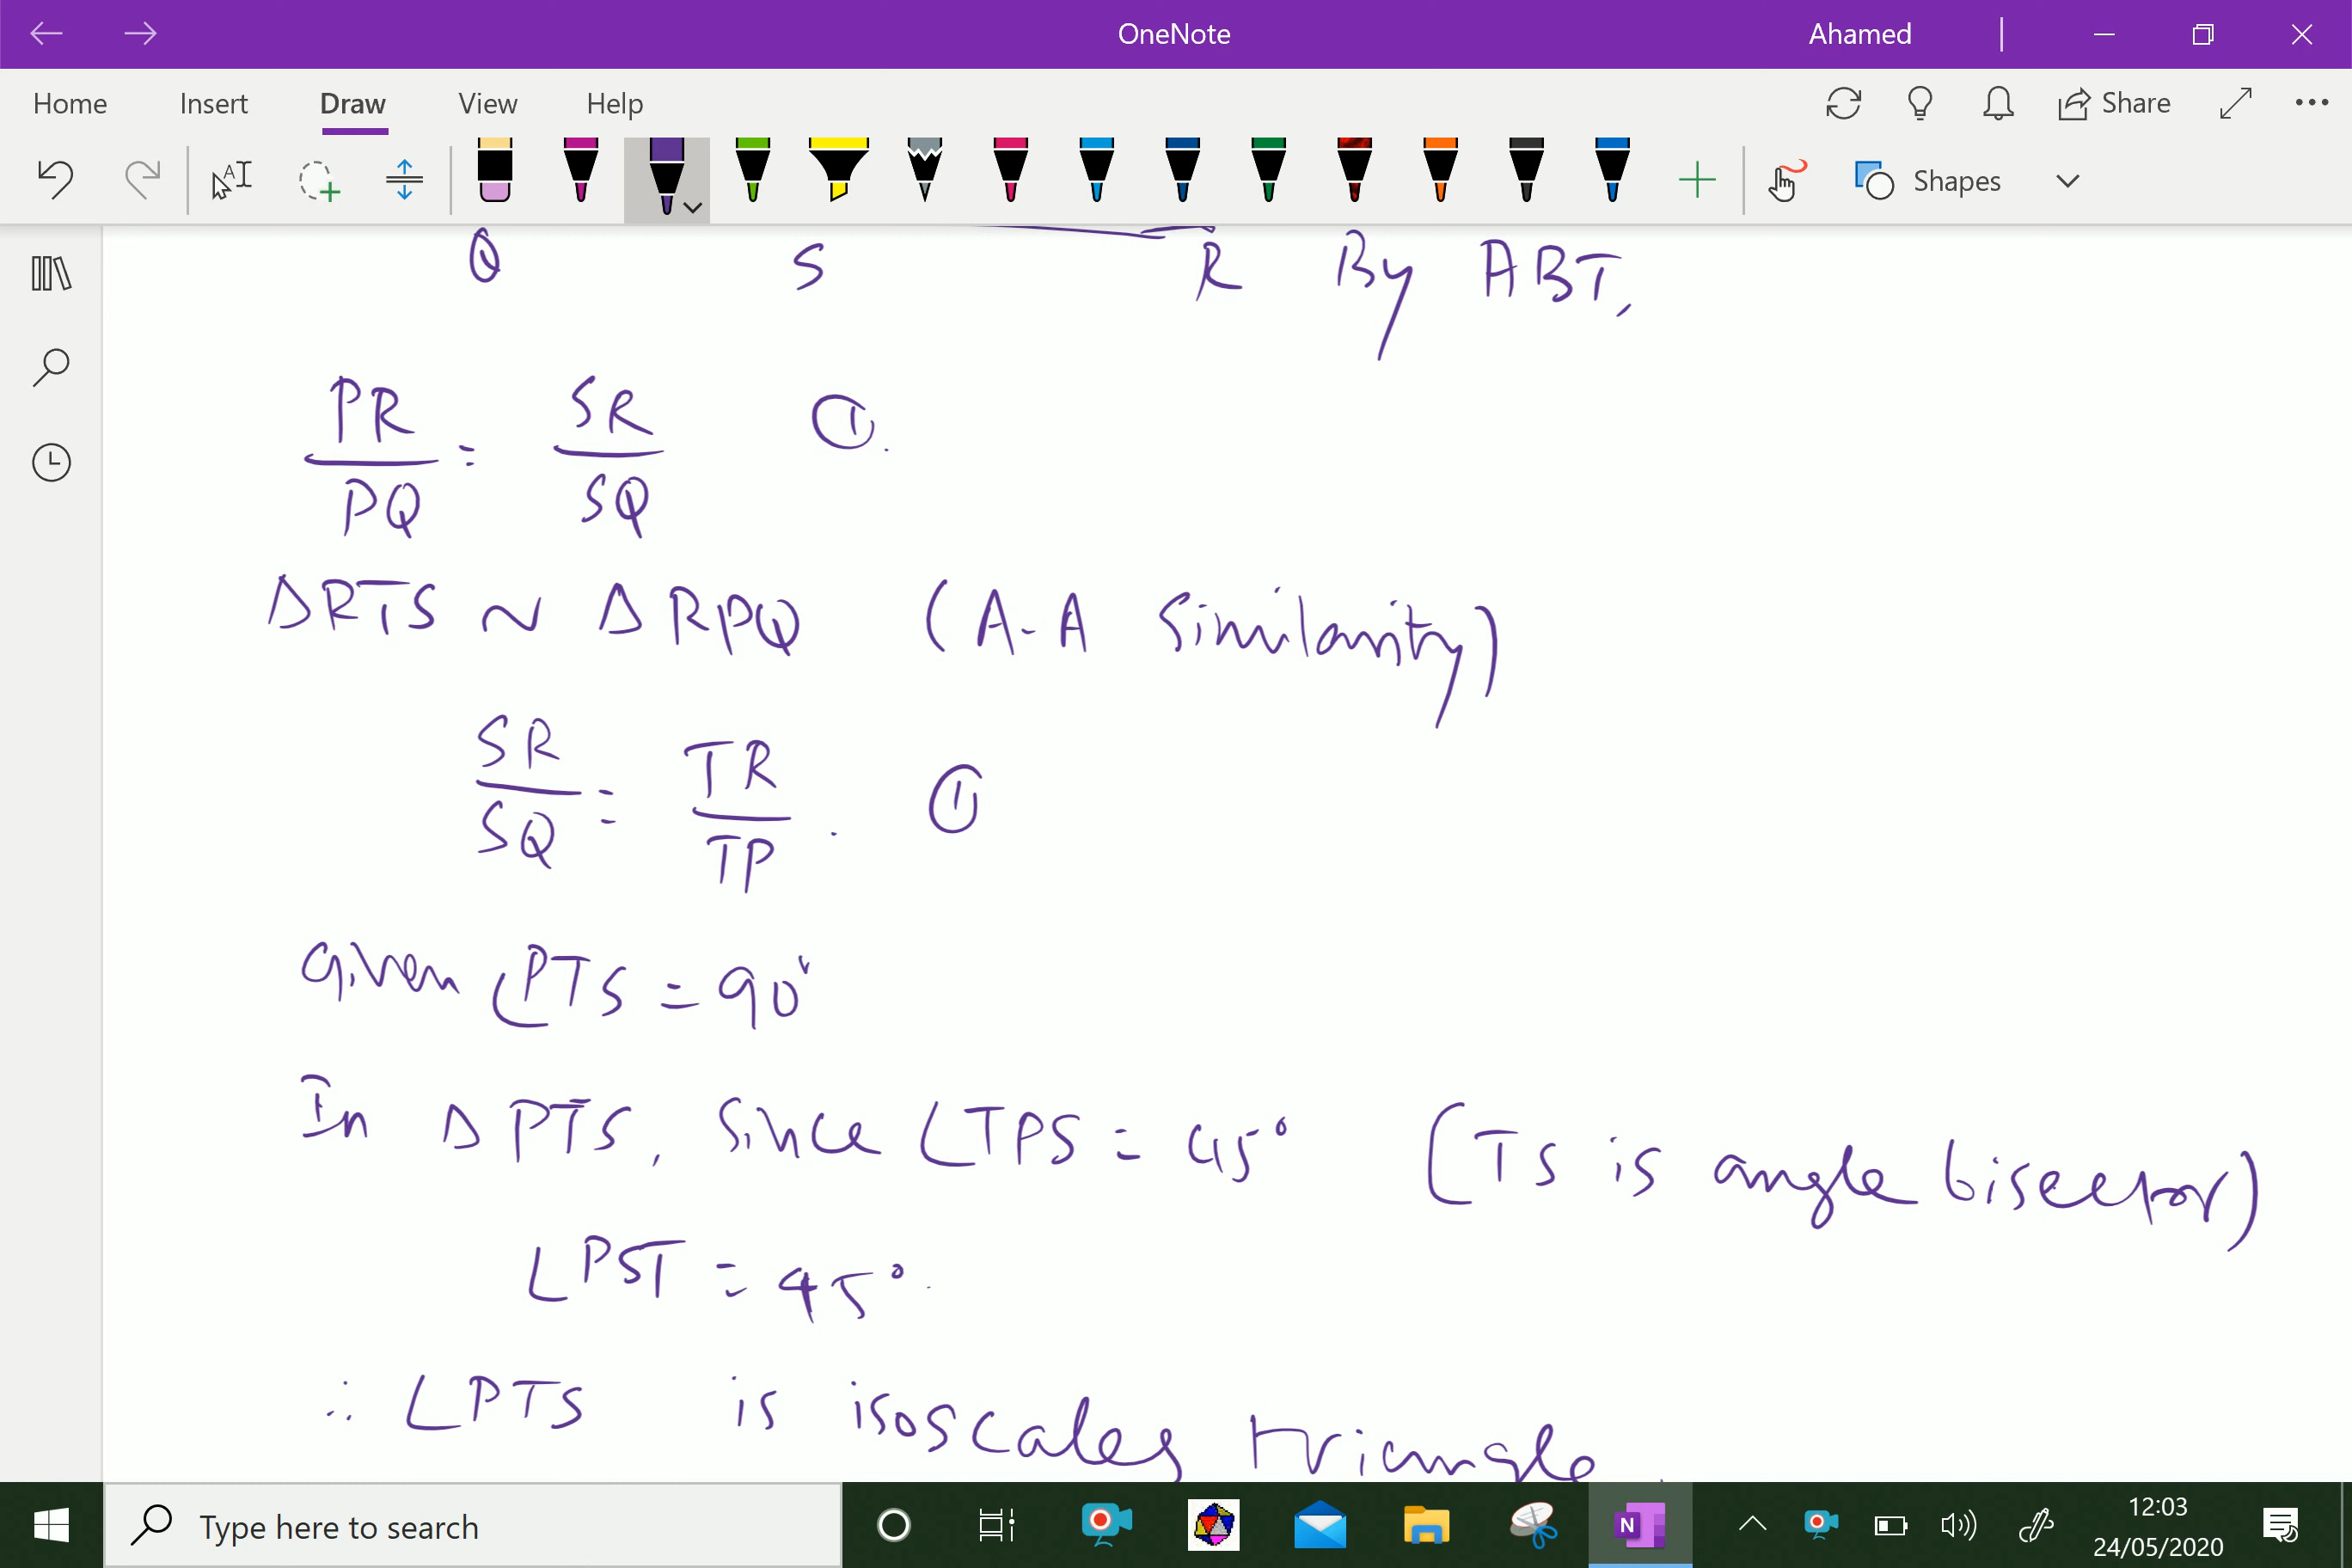 OneNote
Ahamed
Home Insert Draw View Help
Share
Shapes
Q S R By ABT,
PR/PQ = SR/SQ ①.
ΔRTS ~ ΔRPQ (A-A Similarity)
SR/SQ = TR/TP . ①
Given ∠PTS = 90°
In Δ PTS, Since ∠TPS = 45° (TS is angle bisector)
∠PST = 45°.
∴ ∠PTS is isoscales triangle.
Type here to search
12:03
24/05/2020